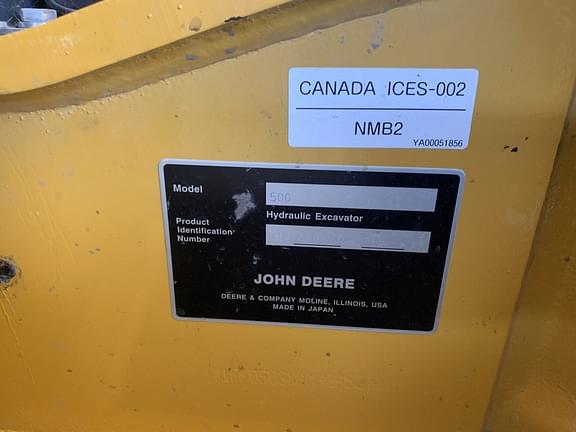 CANADA ICES-002
NMB2
YA00051856
Model
50G
Hydraulic Excavator
Product
Identification
Number
JOHN DEERE
DEERE & COMPANY MOLINE, ILLINOIS, USA
MADE IN JAPAN